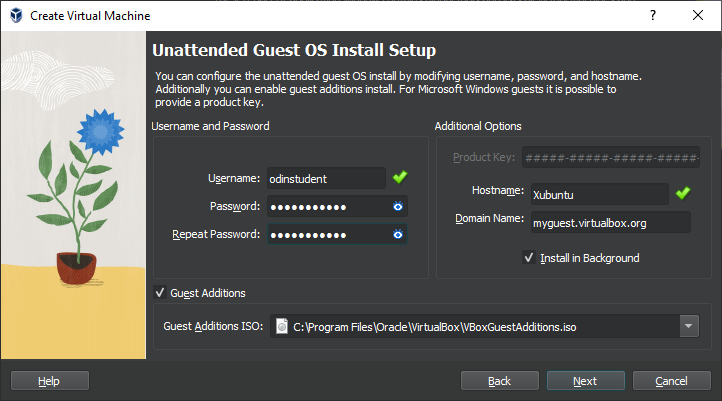 Create Virtual Machine
Unattended Guest OS Install Setup
You can configure the unattended guest OS install by modifying username, password, and hostname.
Additionally you can enable guest additions install. For Microsoft Windows guests it is possible to
provide a product key.
Username and Password
Username: odinstudent
Password: ●●●●●●●●●●●
Repeat Password: ●●●●●●●●●●●
Additional Options
Product Key: #####-#####-#####-#####-
Hostname: Xubuntu
Domain Name: myguest.virtualbox.org
Install in Background
Guest Additions
Guest Additions ISO: C:\Program Files\Oracle\VirtualBox\VBoxGuestAdditions.iso
Help Back Next Cancel